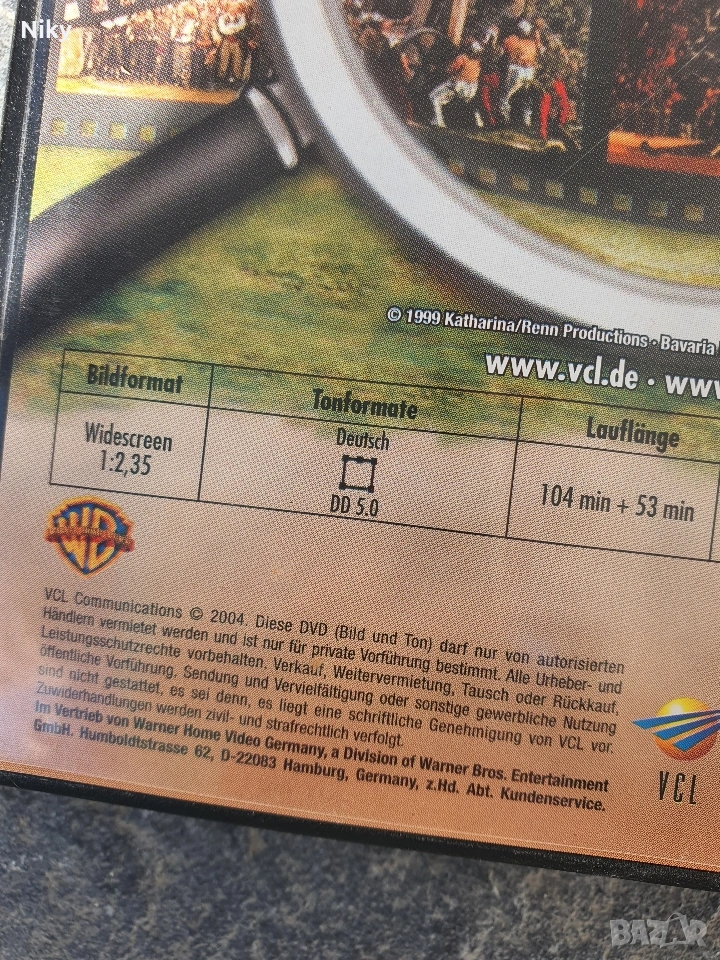 Niky
© 1999 Katharina/Renn Productions · Bavaria
www.vcl.de · www.
Bildformat Tonformate Lauflänge
Widescreen
1:2,35
Deutsch
DD 5.0
104 min + 53 min
VCL Communications © 2004. Diese DVD (Bild und Ton) darf nur von autorisierten
Händlern vermietet werden und ist nur für private Vorführung bestimmt. Alle Urheber- und
Leistungsschutzrechte vorbehalten. Verkauf, Weitervermietung, Tausch oder Rückkauf,
öffentliche Vorführung, Sendung und Vervielfältigung oder sonstige gewerbliche Nutzung
sind nicht gestattet, es sei denn, es liegt eine schriftliche Genehmigung von VCL vor.
Zuwiderhandlungen werden zivil- und strafrechtlich verfolgt.
Im Vertrieb von Warner Home Video Germany, a Division of Warner Bros. Entertainment
GmbH, Humboldtstrasse 62, D-22083 Hamburg, Germany, z.Hd. Abt. Kundenservice.
VCL
BAZAR